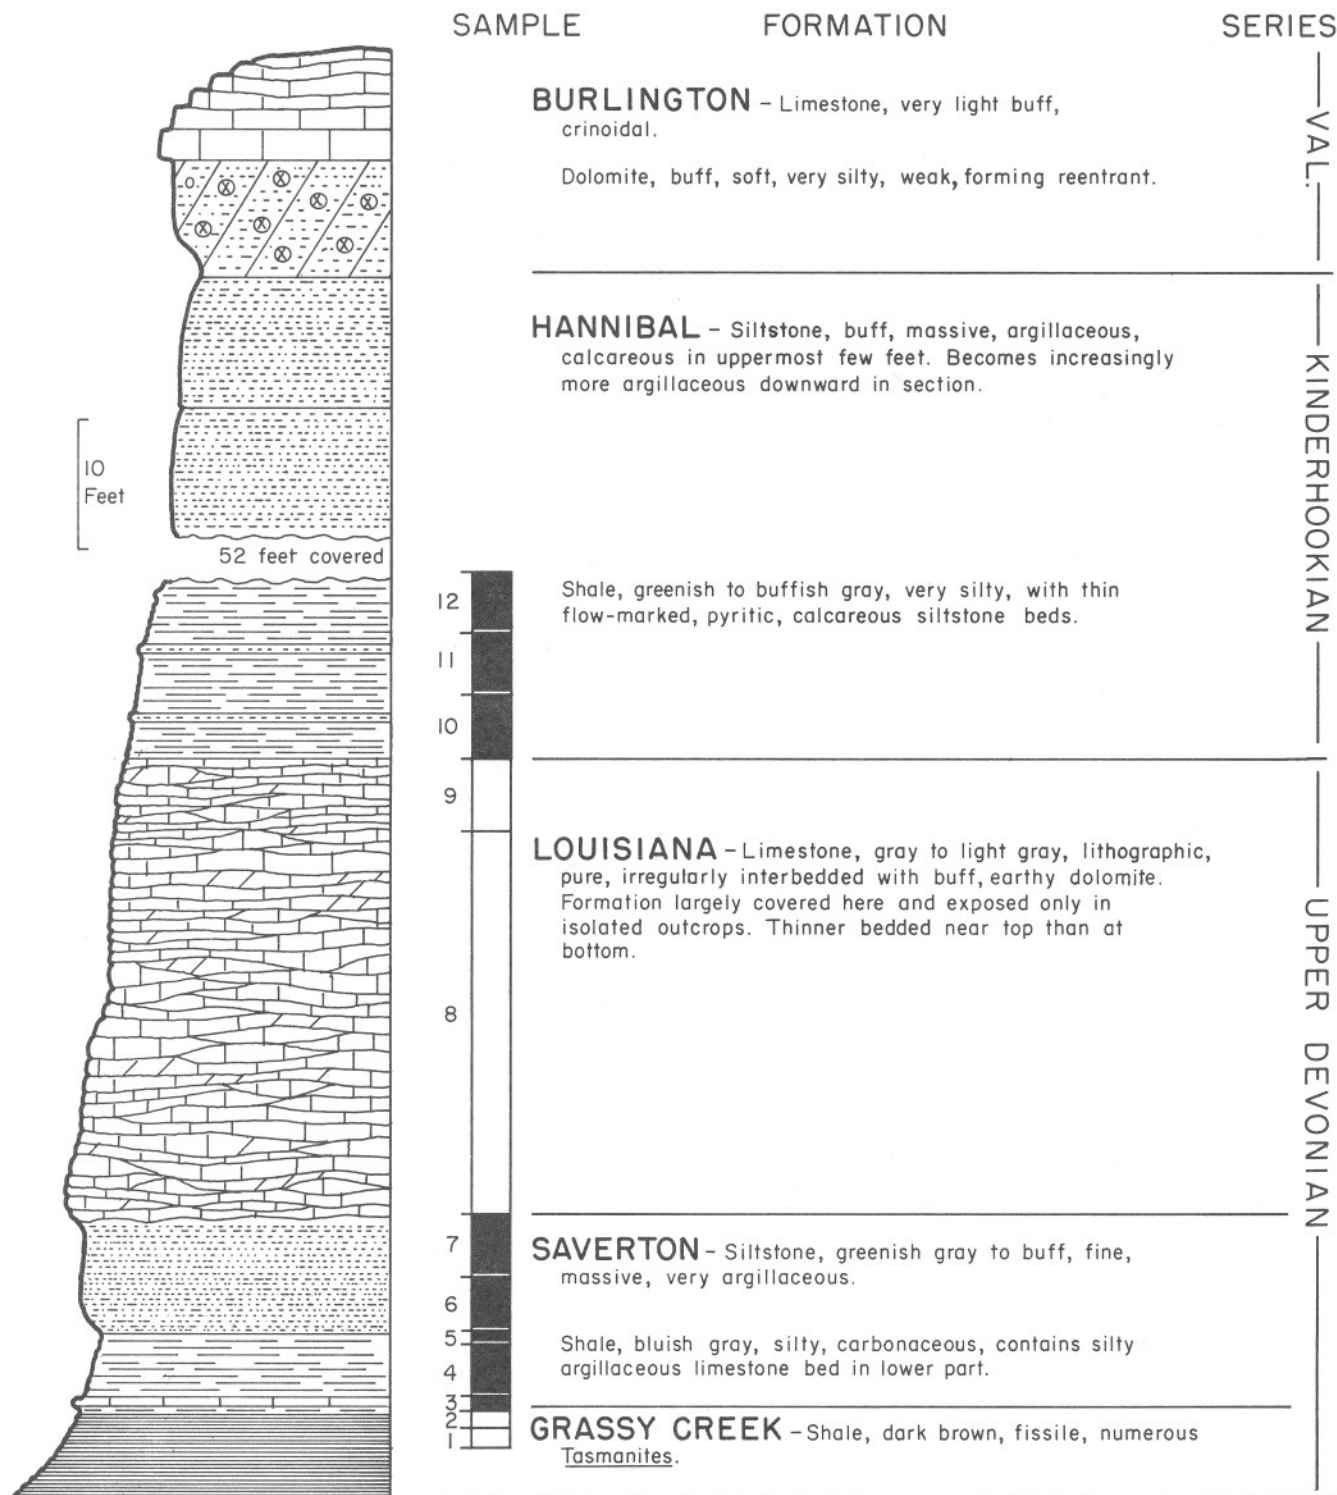 SAMPLE FORMATION SERIES
BURLINGTON – Limestone, very light buff,
crinoidal.
Dolomite, buff, soft, very silty, weak, forming reentrant.
VAL.
HANNIBAL – Siltstone, buff, massive, argillaceous,
calcareous in uppermost few feet. Becomes increasingly
more argillaceous downward in section.
KINDERHOOKIAN
10
Feet
52 feet covered
12
Shale, greenish to buffish gray, very silty, with thin
flow-marked, pyritic, calcareous siltstone beds.
11
10
9
LOUISIANA – Limestone, gray to light gray, lithographic,
pure, irregularly interbedded with buff, earthy dolomite.
Formation largely covered here and exposed only in
isolated outcrops. Thinner bedded near top than at
bottom.
8
UPPER DEVONIAN
7
SAVERTON – Siltstone, greenish gray to buff, fine,
massive, very argillaceous.
6
5
Shale, bluish gray, silty, carbonaceous, contains silty
argillaceous limestone bed in lower part.
4
3
2
GRASSY CREEK – Shale, dark brown, fissile, numerous
Tasmanites.
1